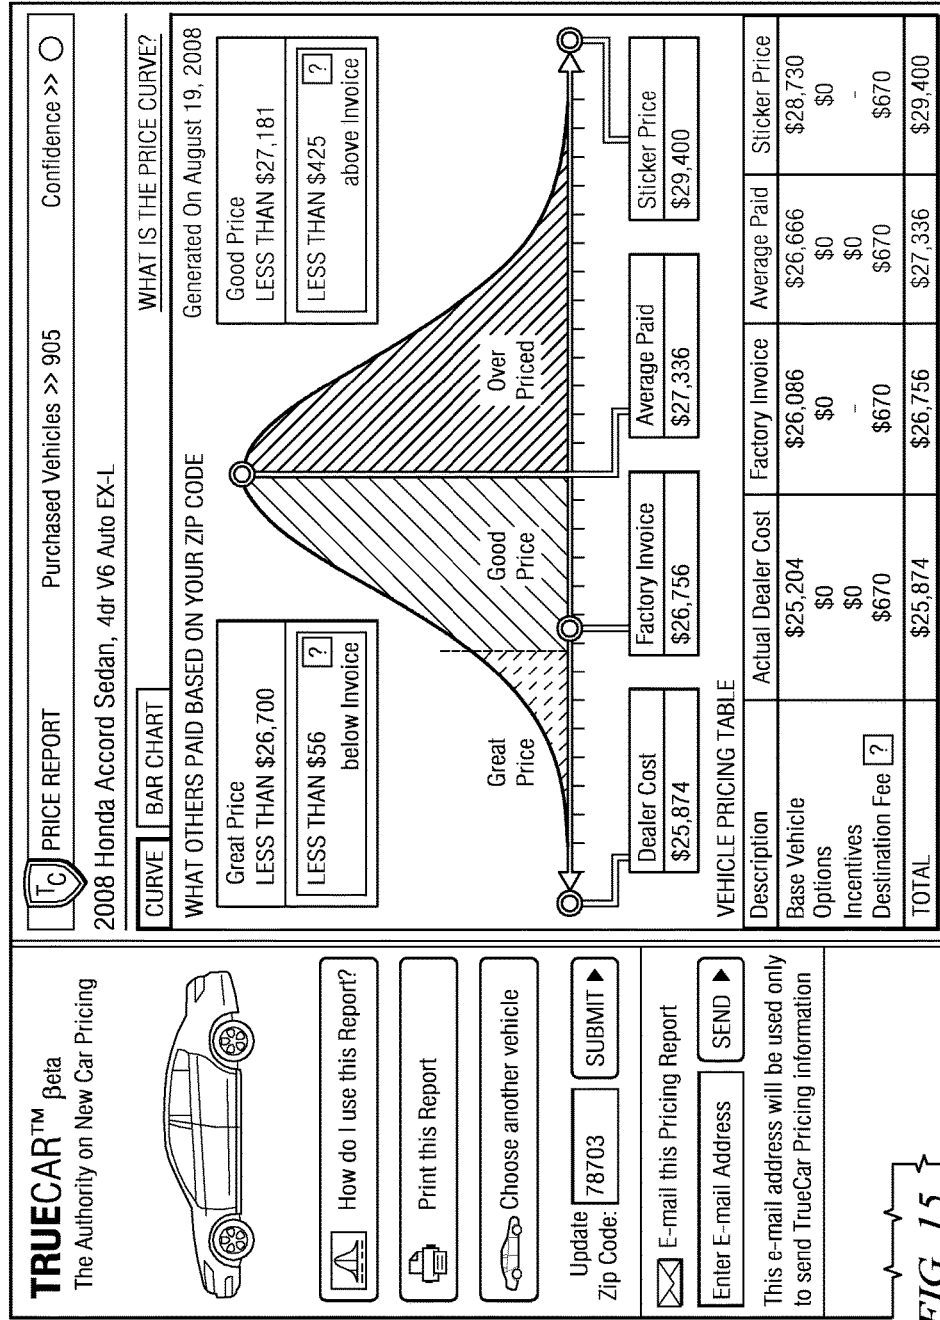 TRUECAR™ βeta
The Authority on New Car Pricing
How do I use this Report?
Print this Report
Choose another vehicle
Update
Zip Code: 78703 SUBMIT ▶
E-mail this Pricing Report
Enter E-mail Address SEND ▶
This e-mail address will be used only
to send TrueCar Pricing information
TC PRICE REPORT Purchased Vehicles >> 905 Confidence >>
2008 Honda Accord Sedan, 4dr V6 Auto EX-L
CURVE BAR CHART WHAT IS THE PRICE CURVE?
WHAT OTHERS PAID BASED ON YOUR ZIP CODE Generated On August 19, 2008
Great Price
LESS THAN $26,700
LESS THAN $56 ?
below Invoice
Good Price
LESS THAN $27,181
LESS THAN $425 ?
above Invoice
Great
Price
Good
Price
Over
Priced
Dealer Cost
$25,874
Factory Invoice
$26,756
Average Paid
$27,336
Sticker Price
$29,400
VEHICLE PRICING TABLE
Description Actual Dealer Cost Factory Invoice Average Paid Sticker Price
Base Vehicle $25,204 $26,086 $26,666 $28,730
Options $0 $0 $0 $0
Incentives $0 - $0 -
Destination Fee ? $670 $670 $670 $670
TOTAL $25,874 $26,756 $27,336 $29,400
FIG. 15